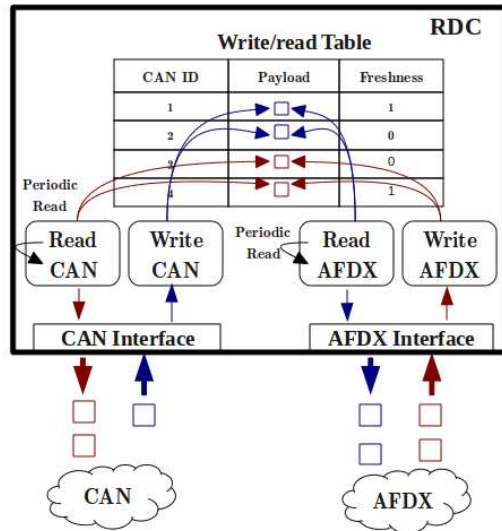 RDC
Write/read Table
CAN ID Payload Freshness
1 1
2 0
3 0
4 1
Periodic
Read
Read
CAN
Write
CAN
Periodic
Read
Read
AFDX
Write
AFDX
CAN Interface
AFDX Interface
CAN
AFDX